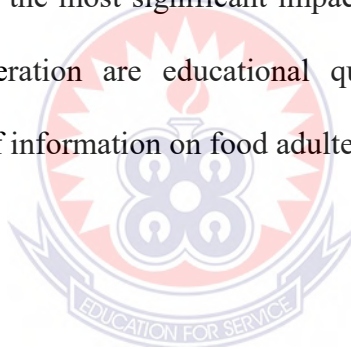 the most significant impac
eration are educational qu
f information on food adulte
EDUCATION FOR SERVICE